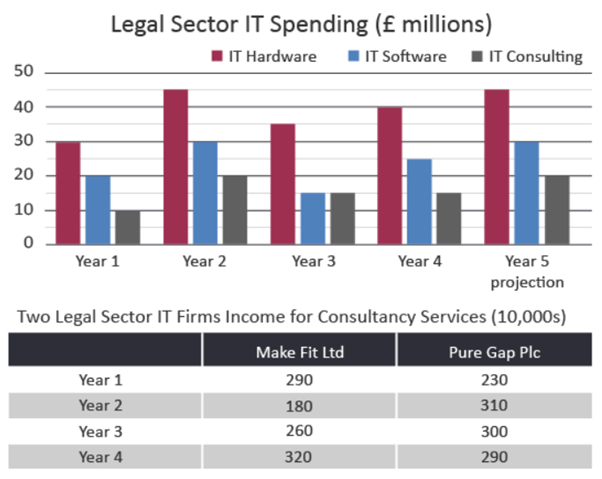 Legal Sector IT Spending (£ millions)
IT Hardware IT Software IT Consulting
50
40
30
20
10
0
Year 1 Year 2 Year 3 Year 4 Year 5
projection
Two Legal Sector IT Firms Income for Consultancy Services (10,000s)
Make Fit Ltd Pure Gap Plc
Year 1 290 230
Year 2 180 310
Year 3 260 300
Year 4 320 290